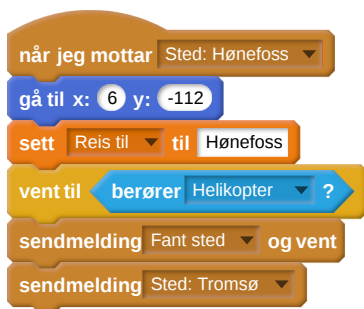 når jeg mottar Sted: Hønefoss
gå til x: 6 y: -112
sett Reis til til Hønefoss
vent til berører Helikopter ?
sendmelding Fant sted og vent
sendmelding Sted: Tromsø